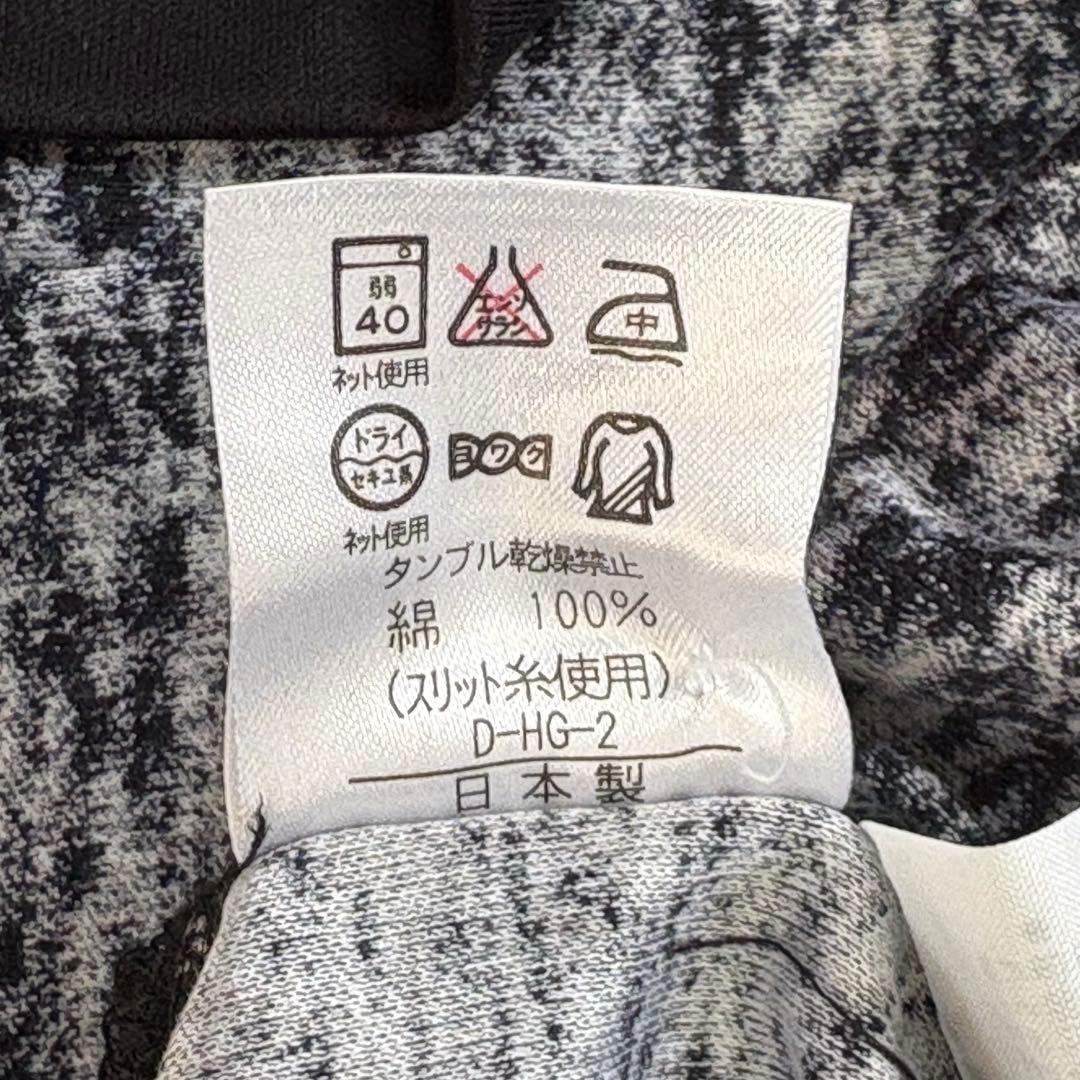 弱
40
エンソ
サラシ
中
ネット使用
ドライ
セキユ系
ヨワク
ネット使用
タンブル乾燥禁止
綿 100%
(スリット糸使用)
D-HG-2
日本製